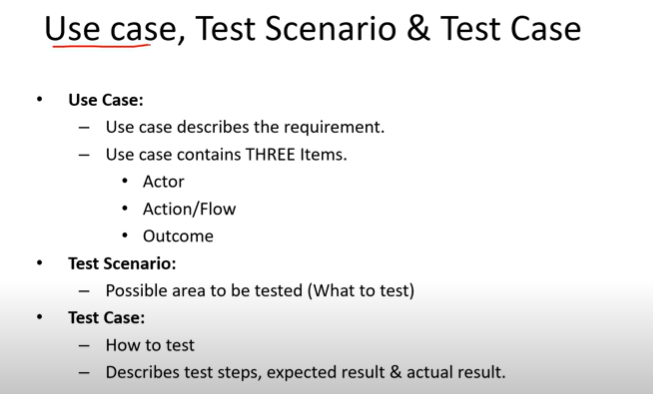 Use case, Test Scenario & Test Case
• Use Case:
– Use case describes the requirement.
– Use case contains THREE Items.
• Actor
• Action/Flow
• Outcome
• Test Scenario:
– Possible area to be tested (What to test)
• Test Case:
– How to test
– Describes test steps, expected result & actual result.